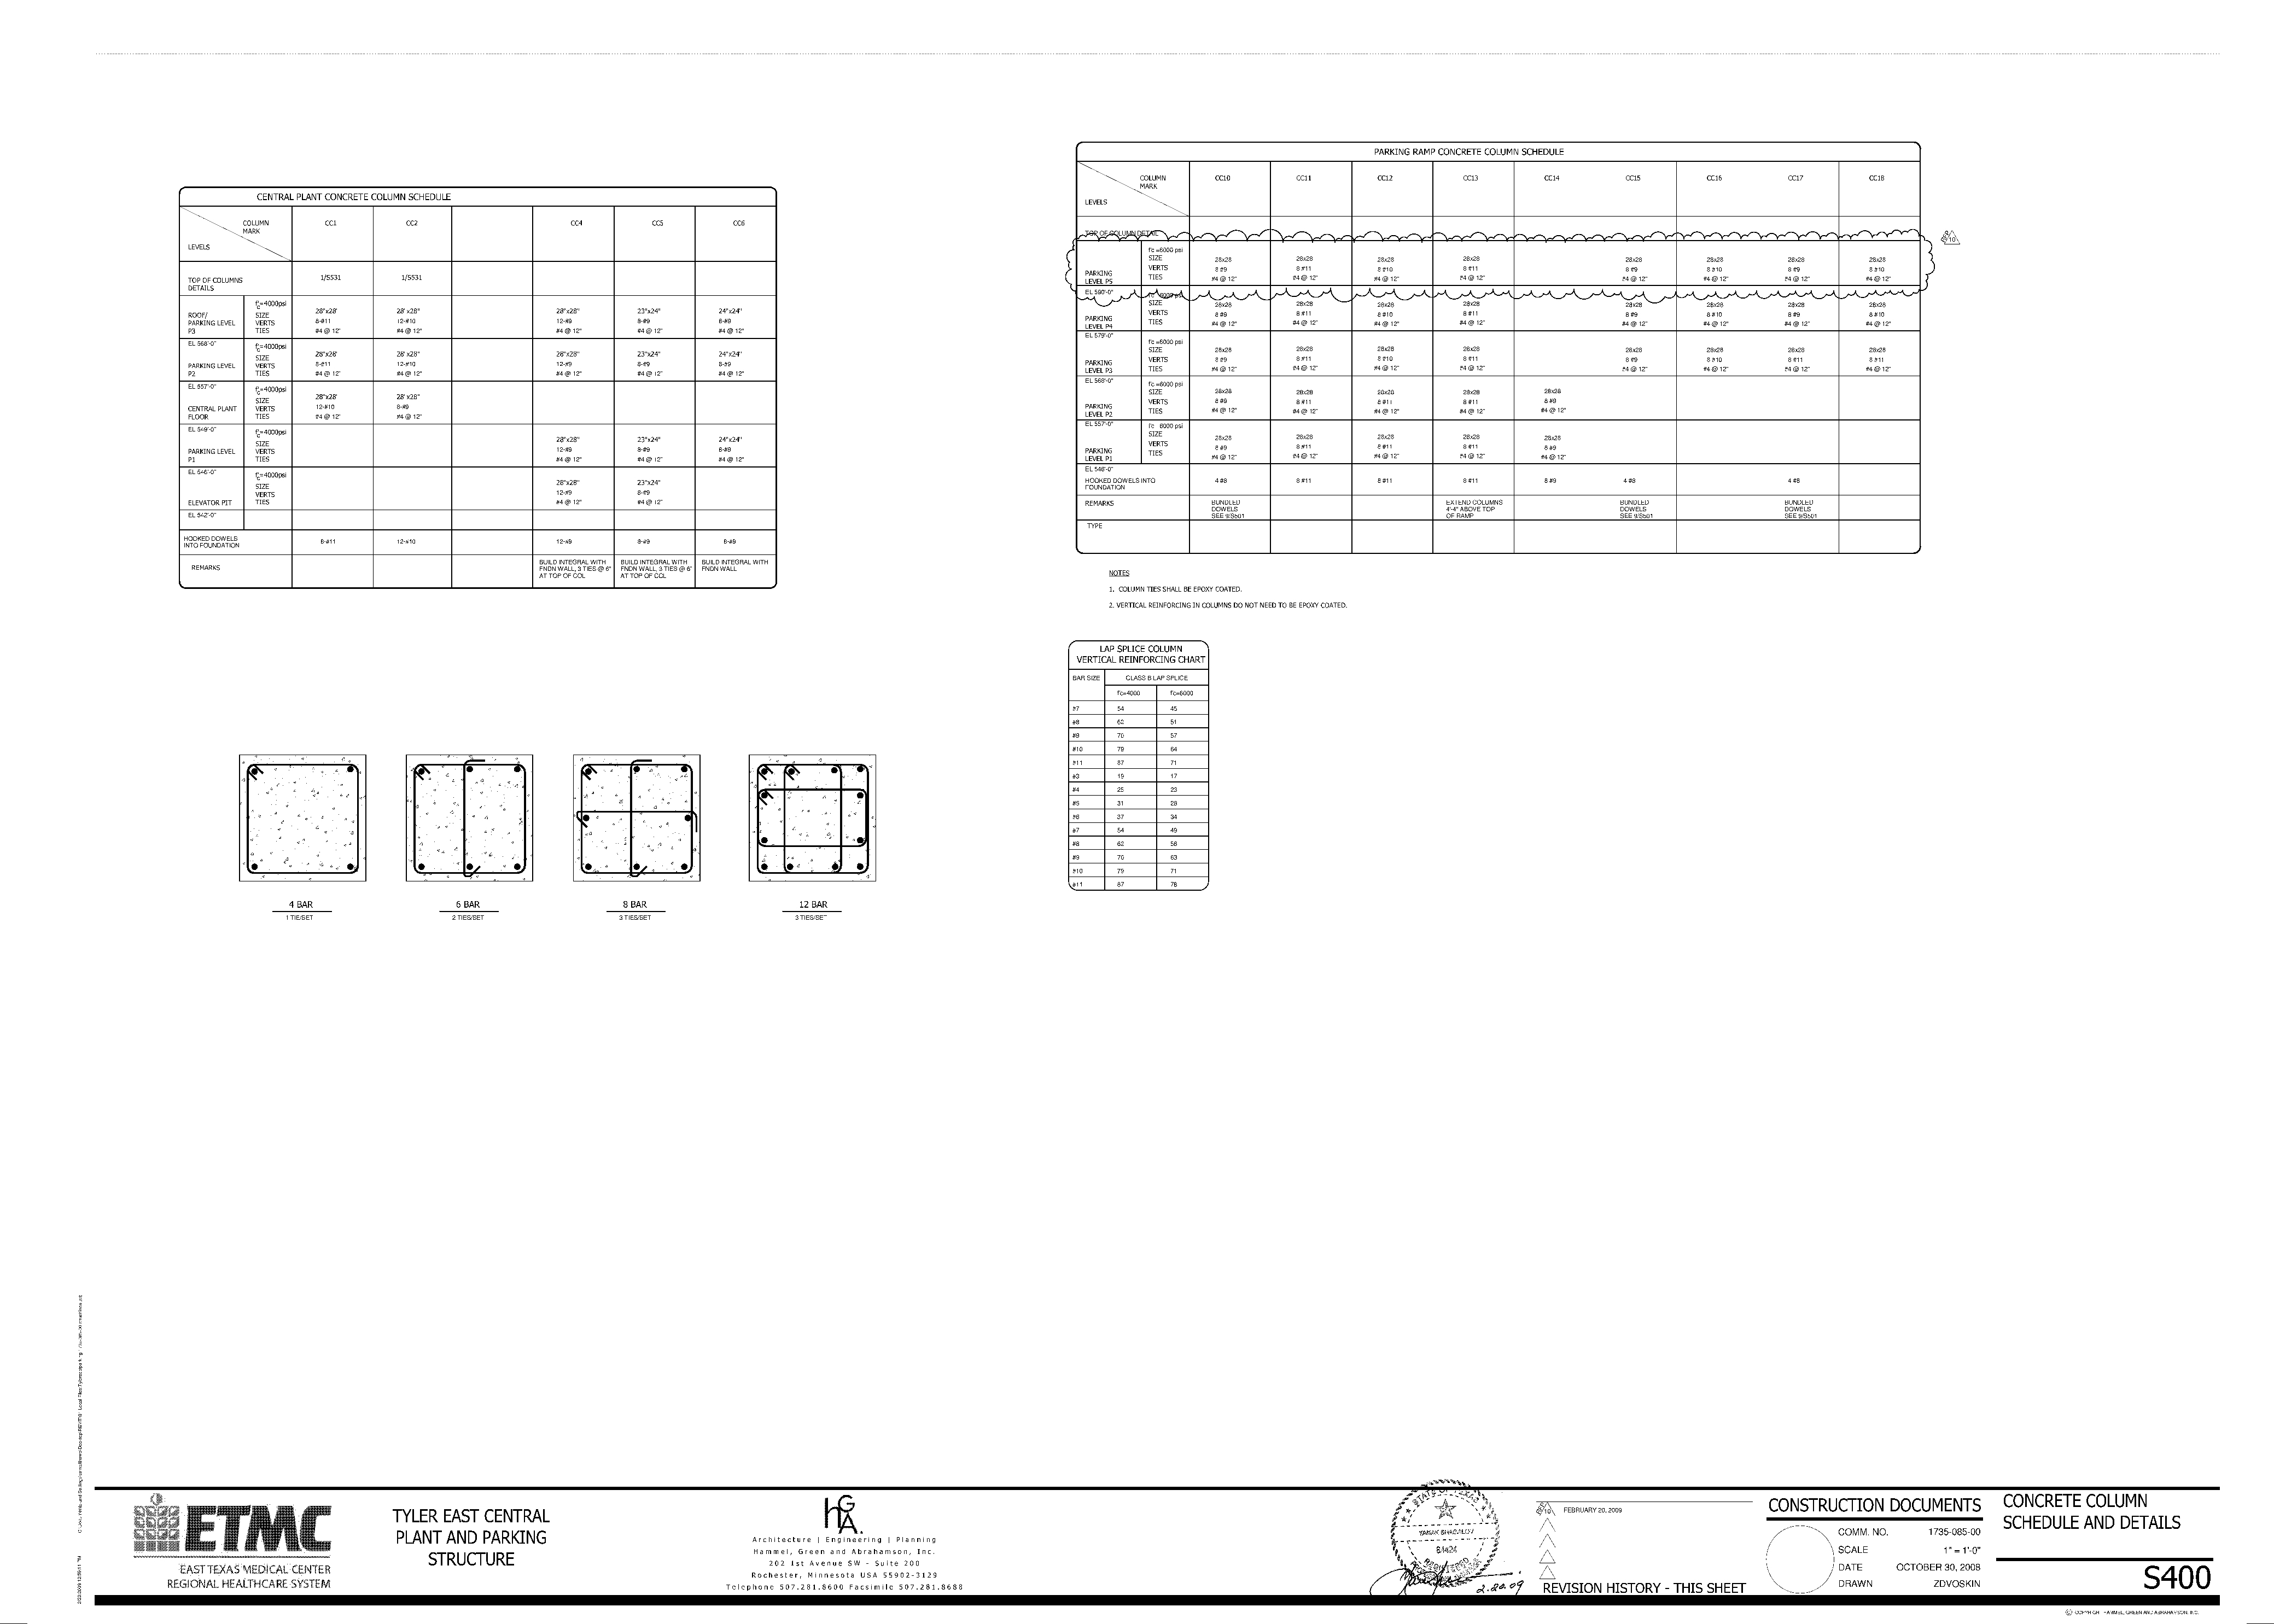 CENTRAL PLANT CONCRETE COLUMN SCHEDULE
COLUMN MARK CC1 CC2 CC4 CC5 CC6
LEVELS
TOP OF COLUMNS DETAILS 1/S531 1/S531
f'c=4000psi
ROOF/ PARKING LEVEL P3
SIZE 28"x28" 28"x28" 28"x28" 23"x24" 24"x24"
VERTS 8-#11 12-#10 12-#9 8-#9 8-#9
TIES #4 @ 12" #4 @ 12" #4 @ 12" #4 @ 12" #4 @ 12"
EL 568'-0" f'c=4000psi
PARKING LEVEL P2
SIZE 28"x28" 28"x28" 28"x28" 23"x24" 24"x24"
VERTS 8-#11 12-#10 12-#9 8-#9 8-#9
TIES #4 @ 12" #4 @ 12" #4 @ 12" #4 @ 12" #4 @ 12"
EL 557'-0" f'c=4000psi
CENTRAL PLANT FLOOR
SIZE 28"x28" 28"x28"
VERTS 12-#10 8-#9
TIES #4 @ 12" #4 @ 12"
EL 549'-0" f'c=4000psi
PARKING LEVEL P1
SIZE 28"x28" 23"x24" 24"x24"
VERTS 12-#9 8-#9 8-#9
TIES #4 @ 12" #4 @ 12" #4 @ 12"
EL 546'-0" f'c=4000psi
ELEVATOR PIT
SIZE 28"x28" 23"x24"
VERTS 12-#9 8-#9
TIES #4 @ 12" #4 @ 12"
EL 542'-0"
HOOKED DOWELS INTO FOUNDATION 8-#11 12-#10 12-#9 8-#9 8-#9
REMARKS
BUILD INTEGRAL WITH FNDN WALL, 3 TIES @ 6" AT TOP OF COL
BUILD INTEGRAL WITH FNDN WALL, 3 TIES @ 6" AT TOP OF COL
BUILD INTEGRAL WITH FNDN WALL
PARKING RAMP CONCRETE COLUMN SCHEDULE
COLUMN MARK CC10 CC11 CC12 CC13 CC14 CC15 CC16 CC17 CC18
LEVELS
TOP OF COLUMN DETAIL
f'c =6000 psi
PARKING LEVEL P5
SIZE 28x28 28x28 28x28 28x28 28x28 28x28 28x28 28x28
VERTS 8 #9 8 #11 8 #10 8 #11 8 #9 8 #10 8 #9 8 #10
TIES #4 @ 12" #4 @ 12" #4 @ 12" #4 @ 12" #4 @ 12" #4 @ 12" #4 @ 12" #4 @ 12"
EL 590'-0" f'c =6000 psi
PARKING LEVEL P4
SIZE 28x28 28x28 28x28 28x28 28x28 28x28 28x28 28x28
VERTS 8 #9 8 #11 8 #10 8 #11 8 #9 8 #10 8 #9 8 #10
TIES #4 @ 12" #4 @ 12" #4 @ 12" #4 @ 12" #4 @ 12" #4 @ 12" #4 @ 12" #4 @ 12"
EL 579'-0" f'c =6000 psi
PARKING LEVEL P3
SIZE 28x28 28x28 28x28 28x28 28x28 28x28 28x28 28x28
VERTS 8 #9 8 #11 8 #10 8 #11 8 #9 8 #10 8 #11 8 #11
TIES #4 @ 12" #4 @ 12" #4 @ 12" #4 @ 12" #4 @ 12" #4 @ 12" #4 @ 12" #4 @ 12"
EL 568'-0" f'c =6000 psi
PARKING LEVEL P2
SIZE 28x28 28x28 28x28 28x28 28x28
VERTS 8 #9 8 #11 8 #11 8 #11 8 #9
TIES #4 @ 12" #4 @ 12" #4 @ 12" #4 @ 12" #4 @ 12"
EL 557'-0" f'c 6000 psi
PARKING LEVEL P1
SIZE 28x28 28x28 28x28 28x28 28x28
VERTS 8 #9 8 #11 8 #11 8 #11 8 #9
TIES #4 @ 12" #4 @ 12" #4 @ 12" #4 @ 12" #4 @ 12"
EL 546'-0"
HOOKED DOWELS INTO FOUNDATION 4 #8 8 #11 8 #11 8 #11 8 #9 4 #8 4 #8
REMARKS
BUNDLED DOWELS SEE 9/S501
EXTEND COLUMNS 4'-4" ABOVE TOP OF RAMP
BUNDLED DOWELS SEE 9/S501
BUNDLED DOWELS SEE 9/S501
TYPE
NOTES
1. COLUMN TIES SHALL BE EPOXY COATED.
2. VERTICAL REINFORCING IN COLUMNS DO NOT NEED TO BE EPOXY COATED.
LAP SPLICE COLUMN
VERTICAL REINFORCING CHART
BAR SIZE CLASS B LAP SPLICE
f'c=4000 f'c=6000
#7 54 45
#8 62 51
#9 70 57
#10 79 64
#11 87 71
#3 19 17
#4 25 23
#5 31 28
#6 37 34
#7 54 49
#8 62 56
#9 70 63
#10 79 71
#11 87 78
4 BAR
1 TIE/SET
6 BAR
2 TIES/SET
8 BAR
3 TIES/SET
12 BAR
3 TIES/SET
ETMC
EAST TEXAS MEDICAL CENTER
REGIONAL HEALTHCARE SYSTEM
TYLER EAST CENTRAL
PLANT AND PARKING
STRUCTURE
HGA
Architecture | Engineering | Planning
Hammel, Green and Abrahamson, Inc.
202 1st Avenue SW - Suite 200
Rochester, Minnesota USA 55902-3129
Telephone 507.281.8600 Facsimile 507.281.8688
STATE OF TEXAS
REGISTERED
2.20.09
FEBRUARY 20, 2009
REVISION HISTORY - THIS SHEET
CONSTRUCTION DOCUMENTS
COMM. NO. 1735-085-00
SCALE 1" = 1'-0"
DATE OCTOBER 30, 2008
DRAWN ZDVOSKIN
CONCRETE COLUMN
SCHEDULE AND DETAILS
S400
© COPYRIGHT HAMMEL, GREEN AND ABRAHAMSON, INC.